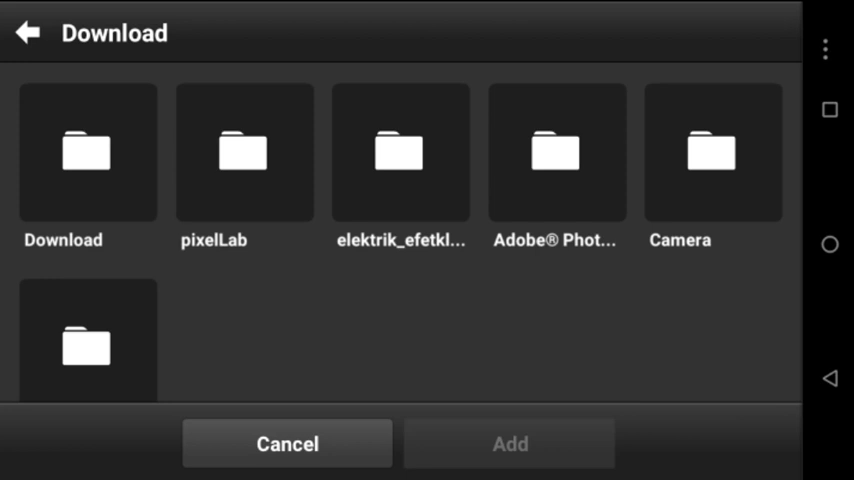 Download
Download
pixelLab
elektrik_efetkl...
Adobe® Phot...
Camera
Cancel
Add